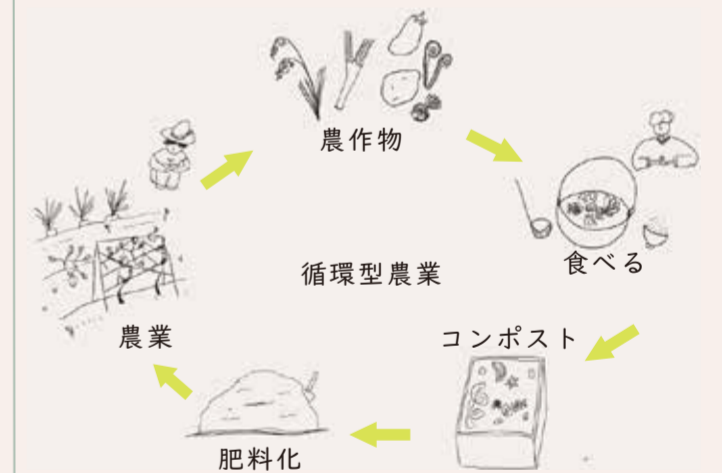 農作物
食べる
循環型農業
農業
コンポスト
肥料化